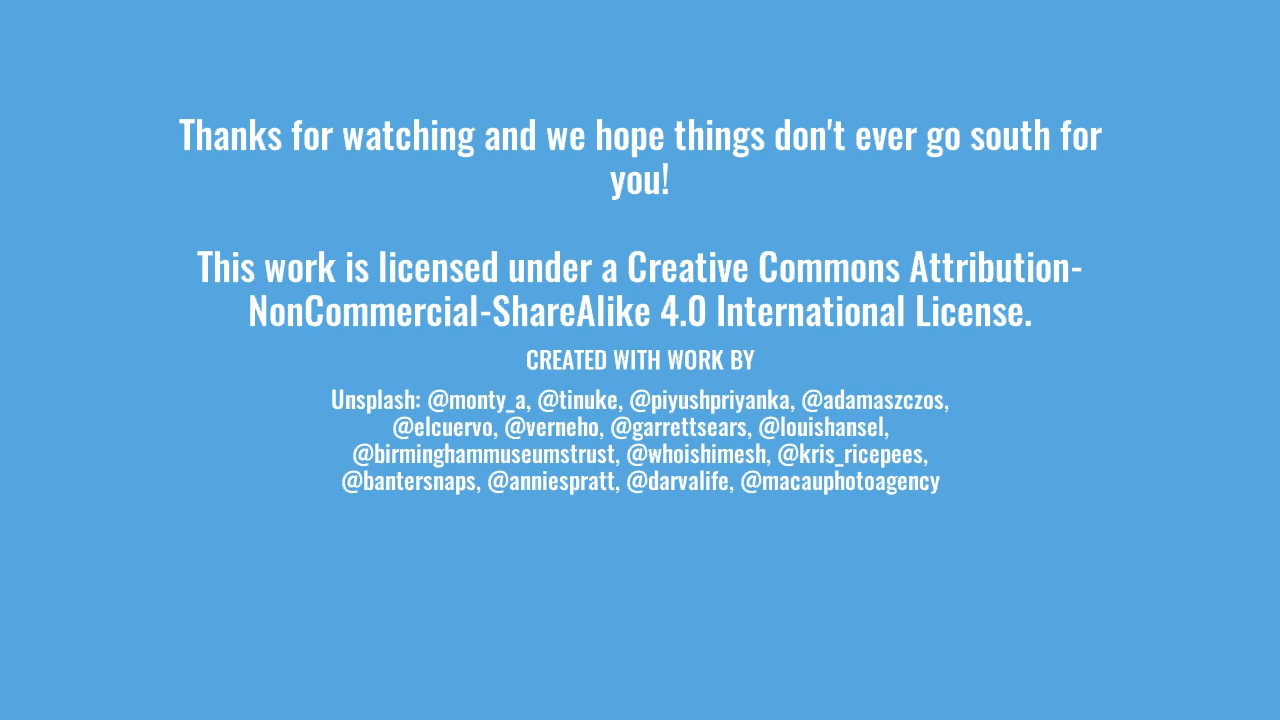 Thanks for watching and we hope things don't ever go south for
you!
This work is licensed under a Creative Commons Attribution-
NonCommercial-ShareAlike 4.0 International License.
CREATED WITH WORK BY
Unsplash: @monty_a, @tinuke, @piyushpriyanka, @adamaszczos,
@elcuervo, @verneho, @garrettsears, @louishansel,
@birminghammuseumstrust, @whoishimesh, @kris_ricepees,
@bantersnaps, @anniespratt, @darvalife, @macauphotoagency